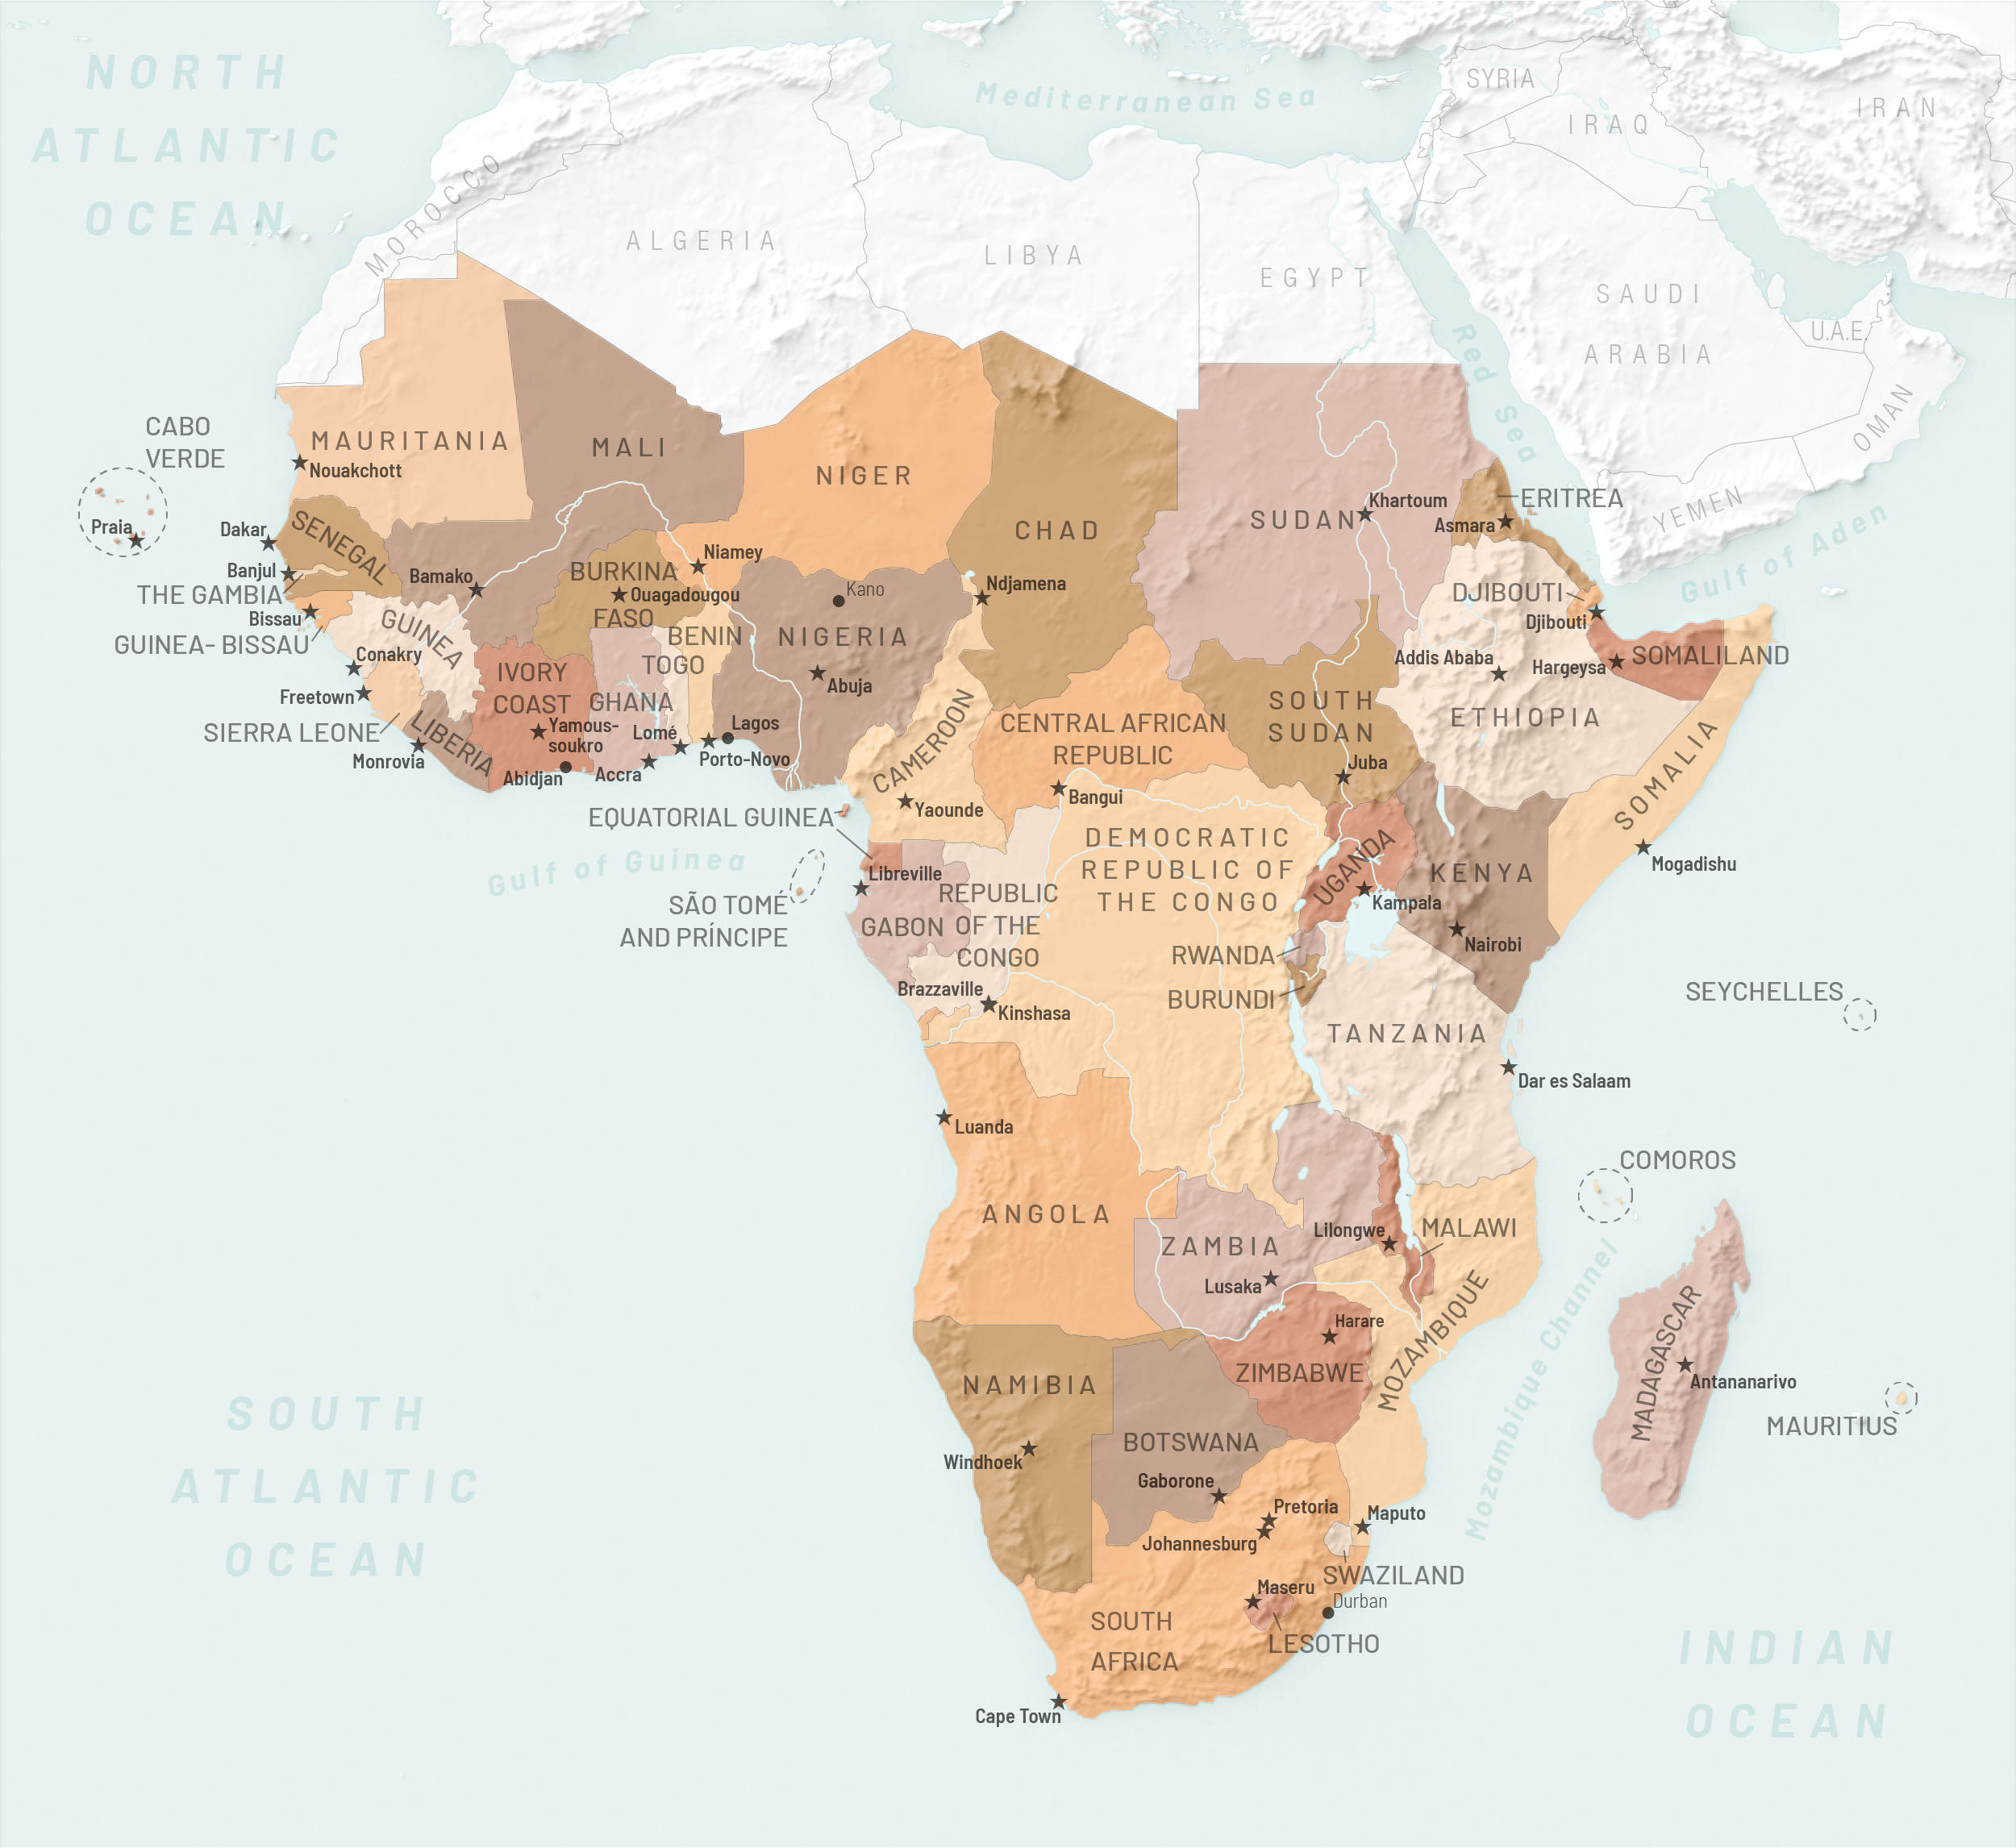 NORTH
ATLANTIC
OCEAN
Mediterranean Sea
SYRIA
IRAQ
IRAN
MOROCCO
ALGERIA
LIBYA
EGYPT
SAUDI
ARABIA
U.A.E.
OMAN
YEMEN
Red Sea
Gulf of Aden
CABO
VERDE
Praia
MAURITANIA
Nouakchott
MALI
NIGER
CHAD
SUDAN
Khartoum
ERITREA
Asmara
Dakar
SENEGAL
Banjul
THE GAMBIA
Bissau
GUINEA- BISSAU
Bamako
BURKINA
Ouagadougou
FASO
Niamey
Kano
Ndjamena
DJIBOUTI
Djibouti
GUINEA
Conakry
Freetown
SIERRA LEONE
Monrovia
LIBERIA
IVORY
COAST
Yamous-
soukro
Abidjan
GHANA
Accra
TOGO
Lomé
BENIN
Porto-Novo
Lagos
NIGERIA
Abuja
Addis Ababa
Hargeysa
SOMALILAND
ETHIOPIA
SOMALIA
Mogadishu
CAMEROON
Yaounde
CENTRAL AFRICAN
REPUBLIC
Bangui
SOUTH
SUDAN
Juba
EQUATORIAL GUINEA
Gulf of Guinea
SÃO TOMÉ
AND PRÍNCIPE
Libreville
GABON
REPUBLIC
OF THE
CONGO
Brazzaville
Kinshasa
DEMOCRATIC
REPUBLIC OF
THE CONGO
UGANDA
Kampala
KENYA
Nairobi
RWANDA
BURUNDI
TANZANIA
Dar es Salaam
SEYCHELLES
COMOROS
Luanda
ANGOLA
ZAMBIA
Lusaka
Lilongwe
MALAWI
MOZAMBIQUE
Mozambique Channel
MADAGASCAR
Antananarivo
MAURITIUS
Harare
ZIMBABWE
NAMIBIA
Windhoek
BOTSWANA
Gaborone
Pretoria
Johannesburg
Maputo
SWAZILAND
Maseru
Durban
LESOTHO
SOUTH
AFRICA
Cape Town
SOUTH
ATLANTIC
OCEAN
INDIAN
OCEAN